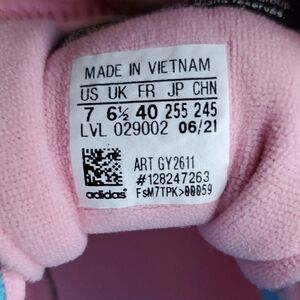 reserves
MADE IN VIETNAM
US UK FR JP CHN
7 6½ 40 255 245
LVL 029002 06/21
ART GY2611
#128247263
adidas FsM7TPK>00059